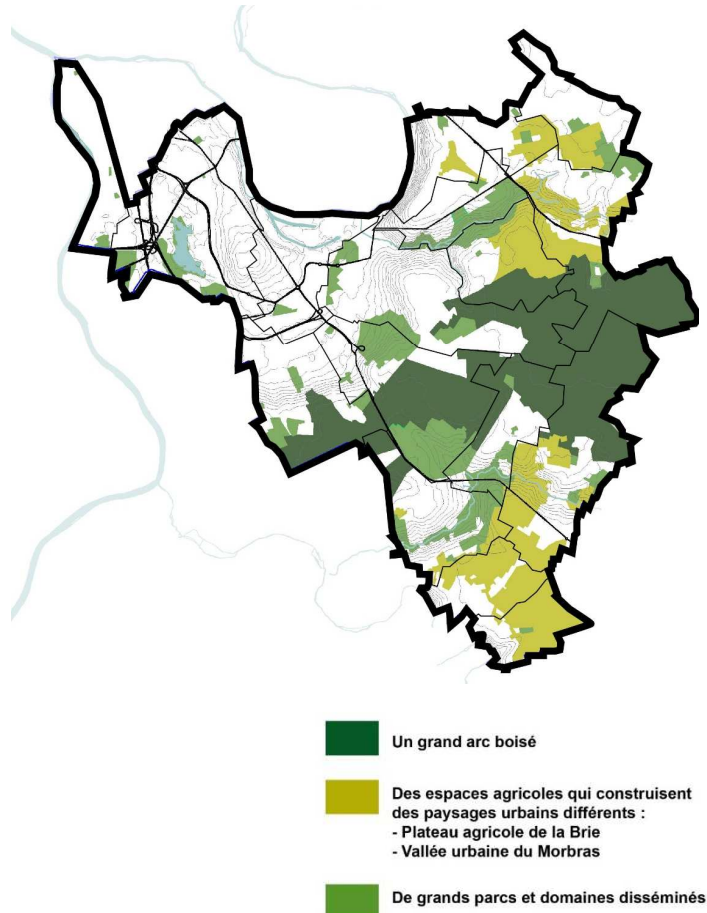 Un grand arc boisé
Des espaces agricoles qui construisent
des paysages urbains différents :
- Plateau agricole de la Brie
- Vallée urbaine du Morbras
De grands parcs et domaines disséminés